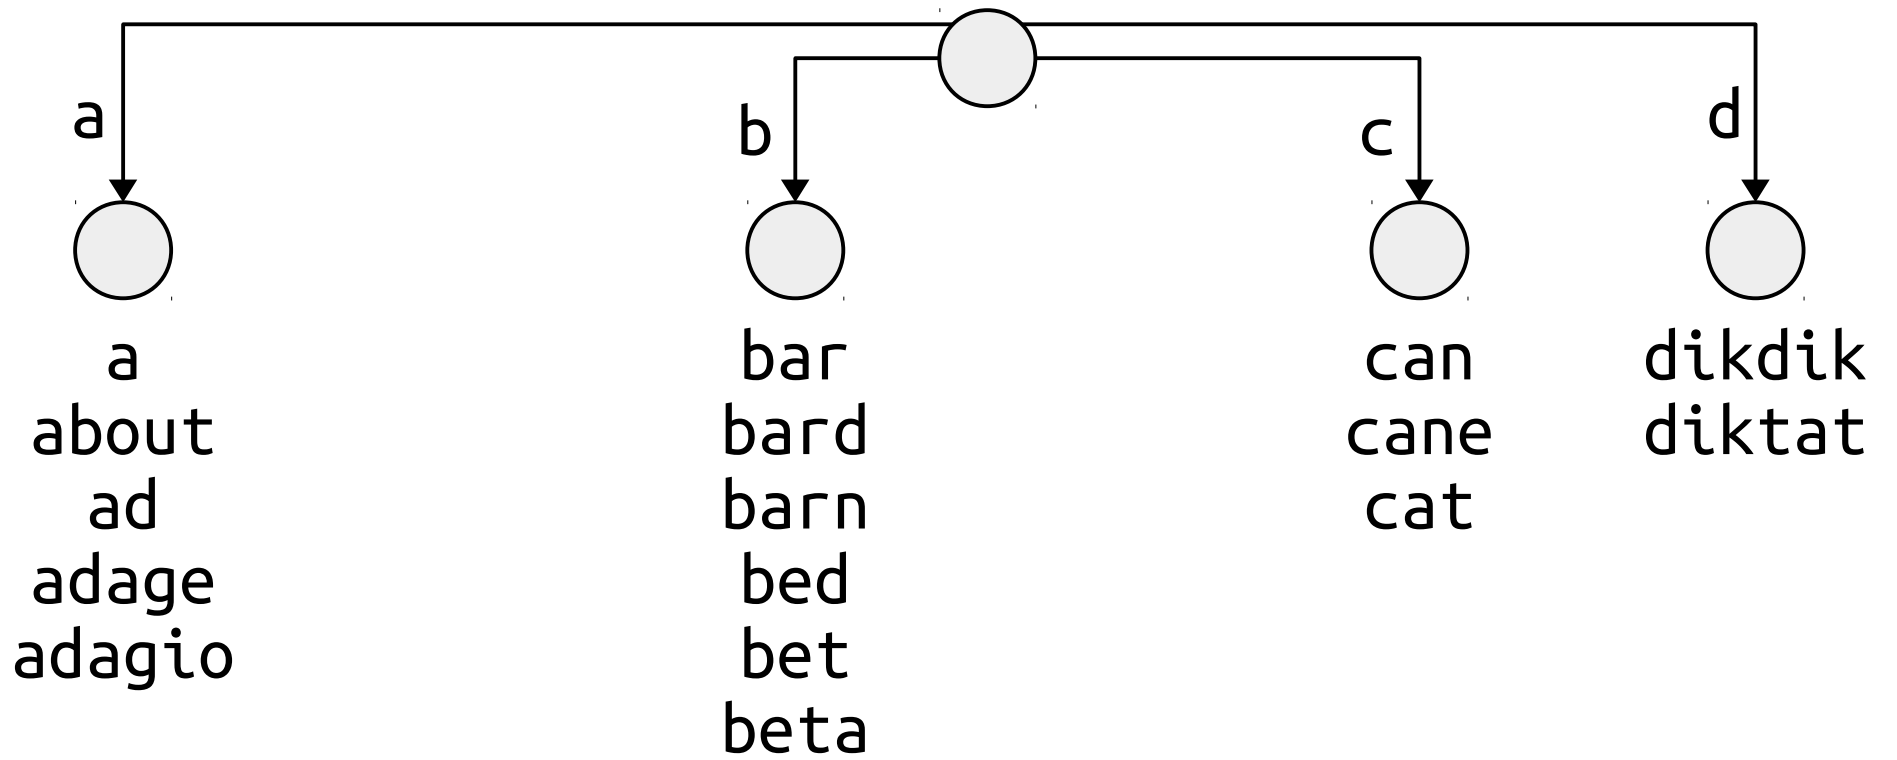 a
b
c
d
a
about
ad
adage
adagio
bar
bard
barn
bed
bet
beta
can
cane
cat
dikdik
diktat